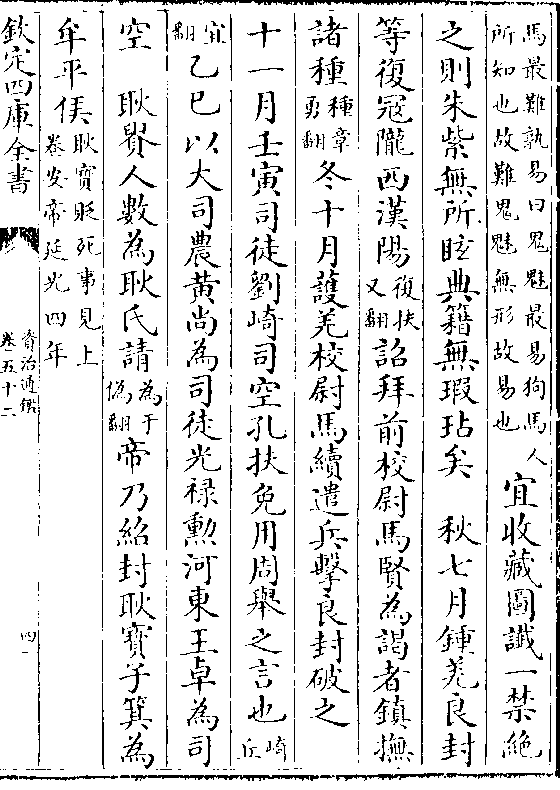 馬最難孰易曰鬼魅最易狗馬人
所知也故難鬼魅無形故易也
宜收藏圖讖一禁絶
之則朱紫無所眩典籍無瑕玷矣　秋七月鍾羌良封
等復冦隴西漢陽復扶又翻詔拜前校尉馬賢為謁者鎮撫
諸種種章勇翻冬十月護羌校尉馬續遣兵擊良封破之
十一月壬寅司徒劉崎司空孔扶免用周舉之言也崎丘
宜翻乙巳以大司農黄尚為司徒光禄勲河東王卓為司
空　耿貴人數為耿氏請為于偽翻帝乃紹封耿寶子箕為
牟平侯耿寶貶死事見上卷安帝延光四年
欽定四庫全書
資治通鑑
卷五十二
四